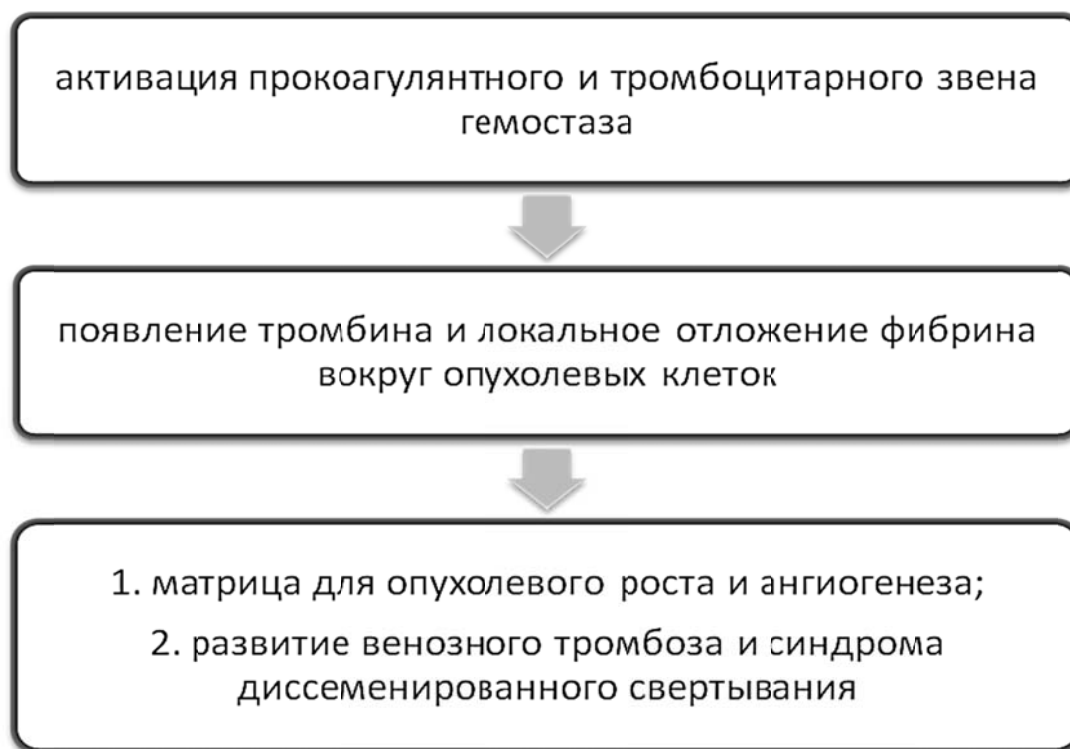 активация прокоагулянтного и тромбоцитарного звена
гемостаза
появление тромбина и локальное отложение фибрина
вокруг опухолевых клеток
1. матрица для опухолевого роста и ангиогенеза;
2. развитие венозного тромбоза и синдрома
диссеменированного свертывания